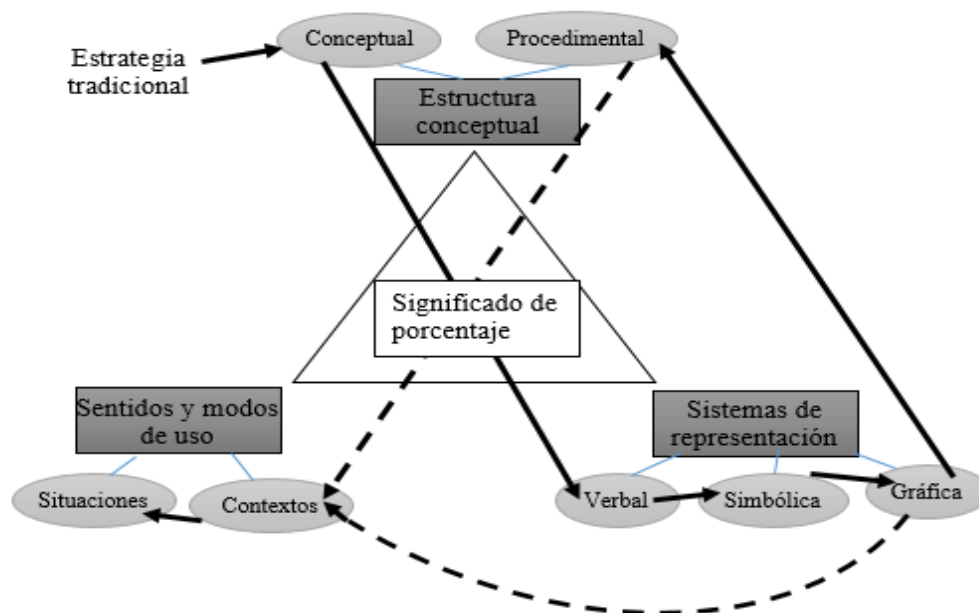 Conceptual
Procedimental
Estrategia
tradicional
Estructura
conceptual
Significado de
porcentaje
Sentidos y modos
de uso
Sistemas de
representación
Situaciones
Contextos
Verbal
Simbólica
Gráfica